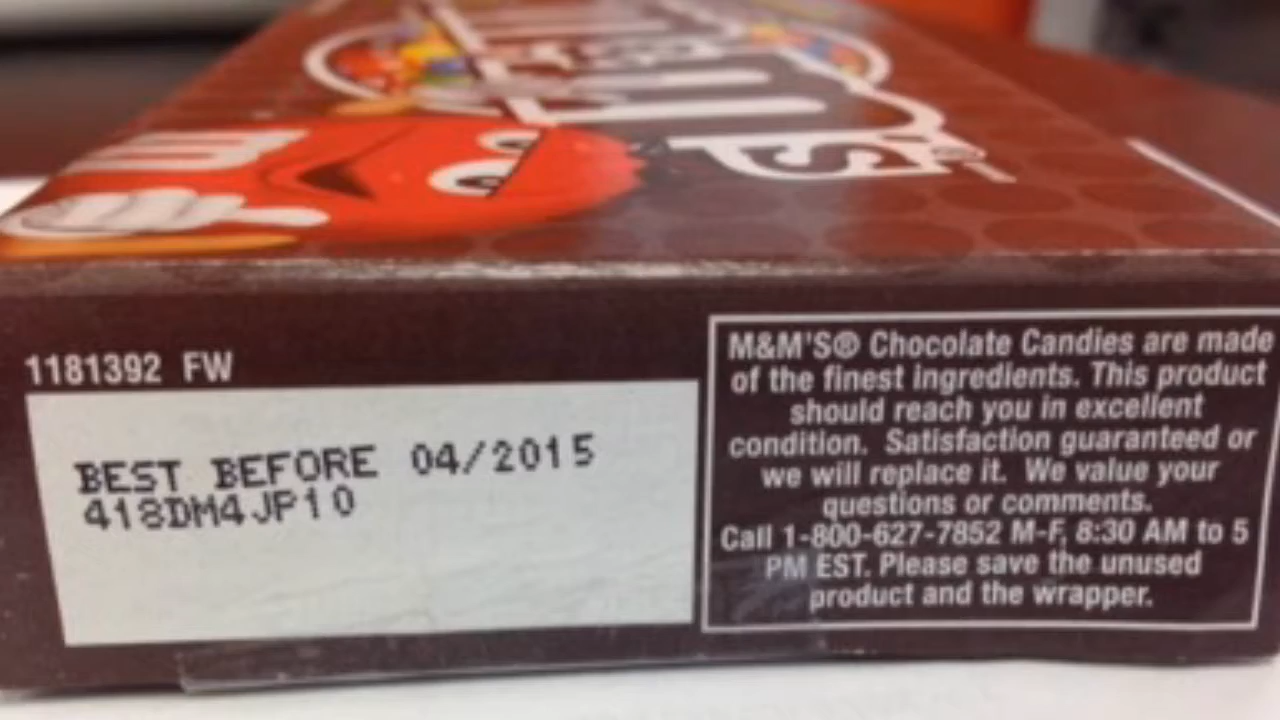 m&m's
m
1181392 FW
BEST BEFORE 04/2015
418DM4JP10
M&M'S® Chocolate Candies are made
of the finest ingredients. This product
should reach you in excellent
condition. Satisfaction guaranteed or
we will replace it. We value your
questions or comments.
Call 1-800-627-7852 M-F, 8:30 AM to 5
PM EST. Please save the unused
product and the wrapper.